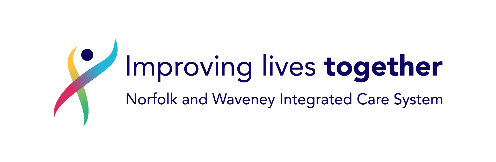 Improving lives together
Norfolk and Waveney Integrated Care System